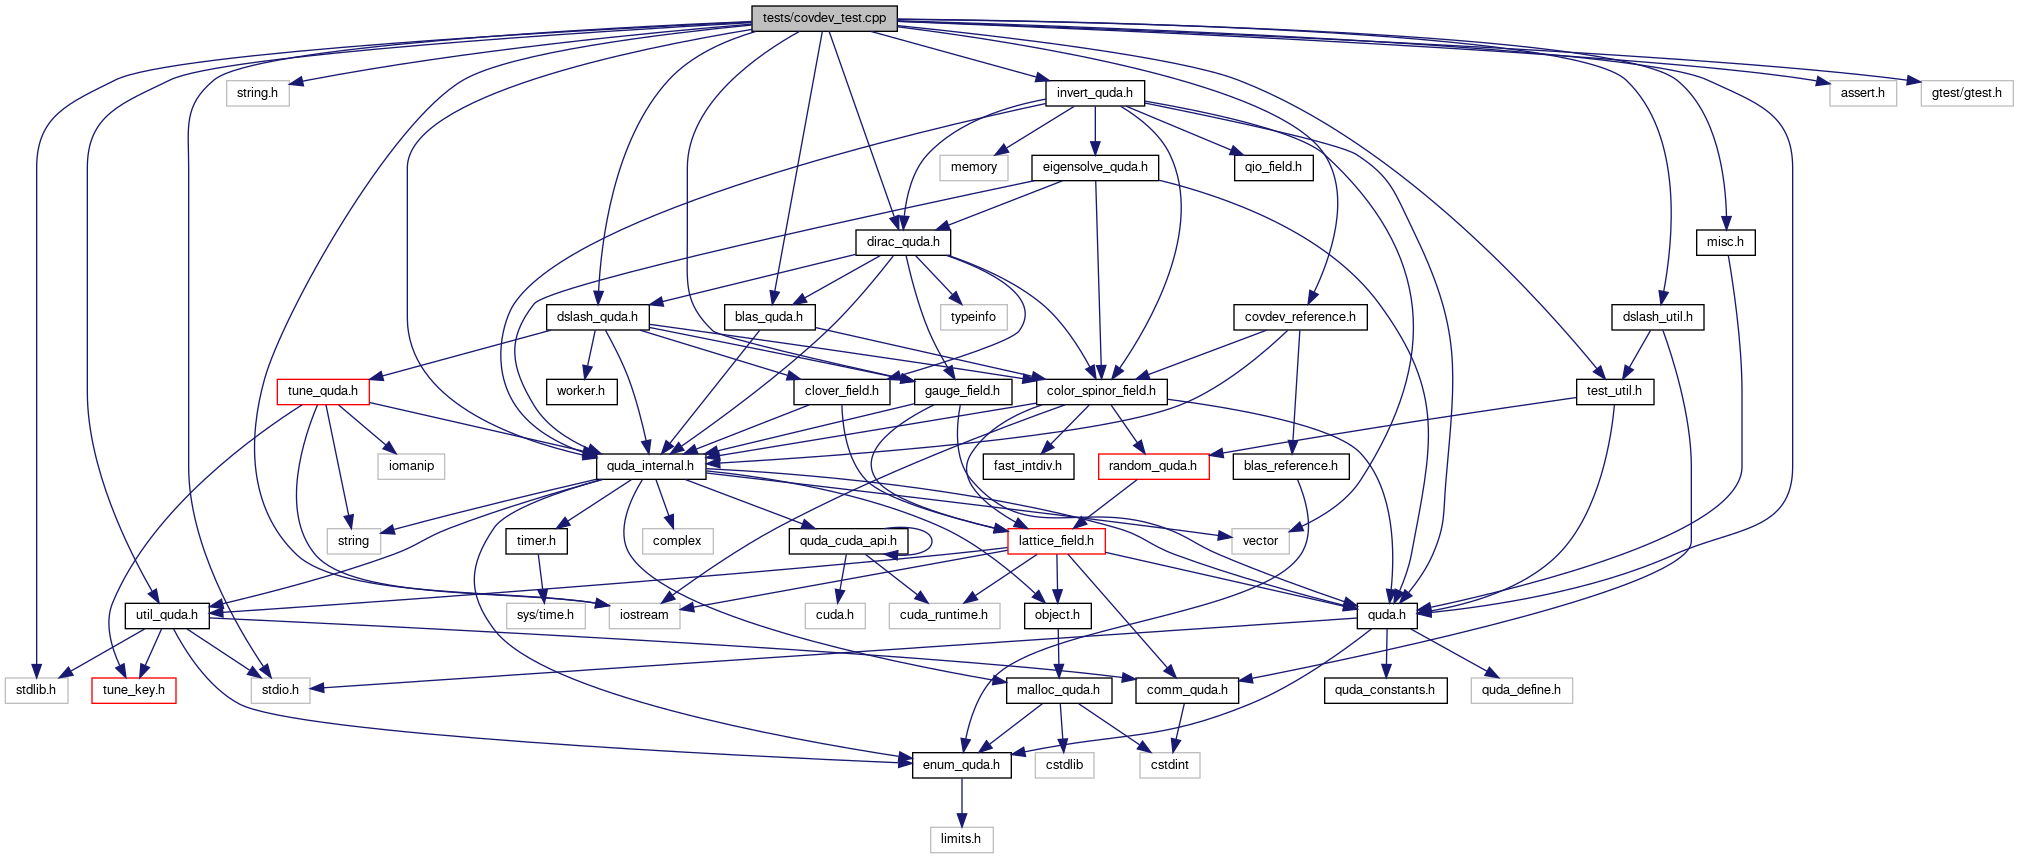 tests/covdev_test.cpp
string.h
invert_quda.h
assert.h
gtest/gtest.h
memory
eigensolve_quda.h
qio_field.h
dirac_quda.h
misc.h
dslash_quda.h
blas_quda.h
typeinfo
covdev_reference.h
dslash_util.h
tune_quda.h
worker.h
clover_field.h
gauge_field.h
color_spinor_field.h
test_util.h
iomanip
quda_internal.h
fast_intdiv.h
random_quda.h
blas_reference.h
string
timer.h
complex
quda_cuda_api.h
lattice_field.h
vector
util_quda.h
sys/time.h
iostream
cuda.h
cuda_runtime.h
object.h
quda.h
stdlib.h
tune_key.h
stdio.h
malloc_quda.h
comm_quda.h
quda_constants.h
quda_define.h
enum_quda.h
cstdlib
cstdint
limits.h